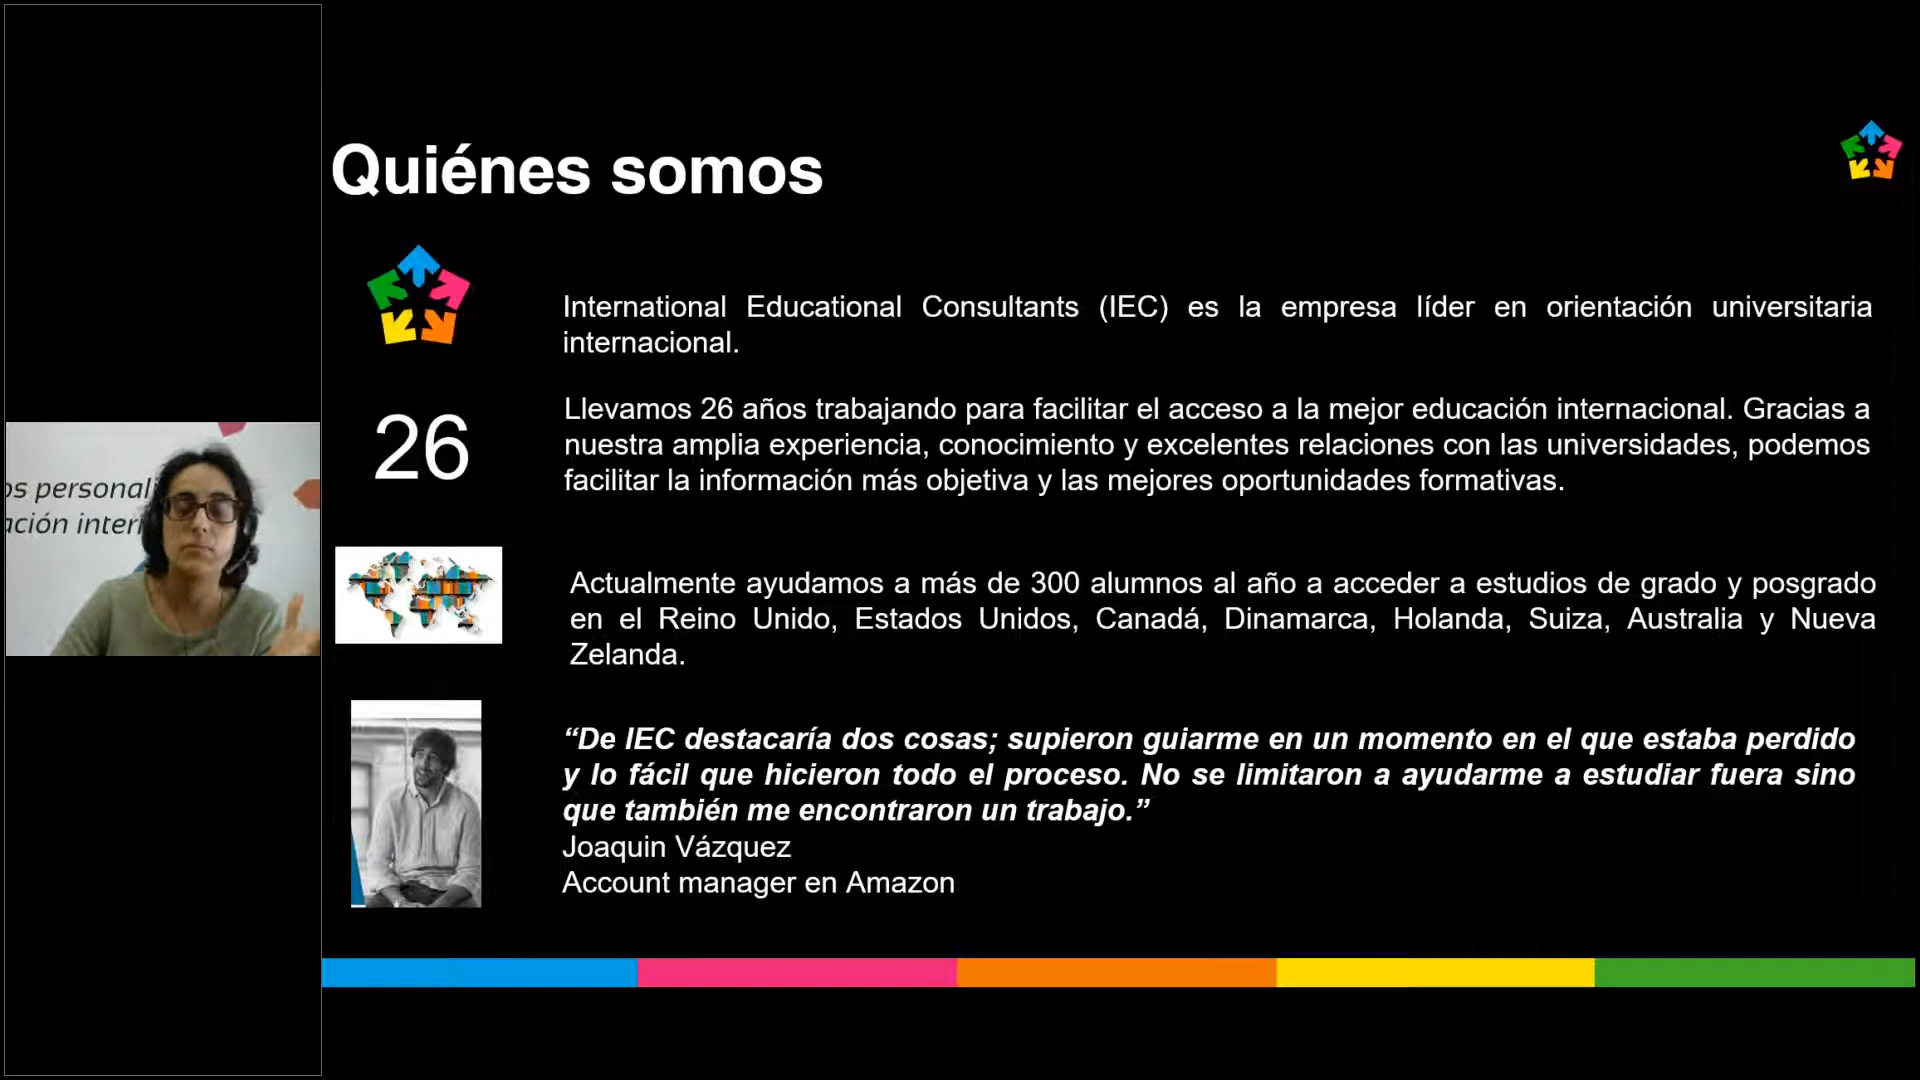 Quiénes somos
International Educational Consultants (IEC) es la empresa líder en orientación universitaria
internacional.
26
Llevamos 26 años trabajando para facilitar el acceso a la mejor educación internacional. Gracias a
nuestra amplia experiencia, conocimiento y excelentes relaciones con las universidades, podemos
facilitar la información más objetiva y las mejores oportunidades formativas.
os personali
ación inter
Actualmente ayudamos a más de 300 alumnos al año a acceder a estudios de grado y posgrado
en el Reino Unido, Estados Unidos, Canadá, Dinamarca, Holanda, Suiza, Australia y Nueva
Zelanda.
“De IEC destacaría dos cosas; supieron guiarme en un momento en el que estaba perdido
y lo fácil que hicieron todo el proceso. No se limitaron a ayudarme a estudiar fuera sino
que también me encontraron un trabajo.”
Joaquin Vázquez
Account manager en Amazon